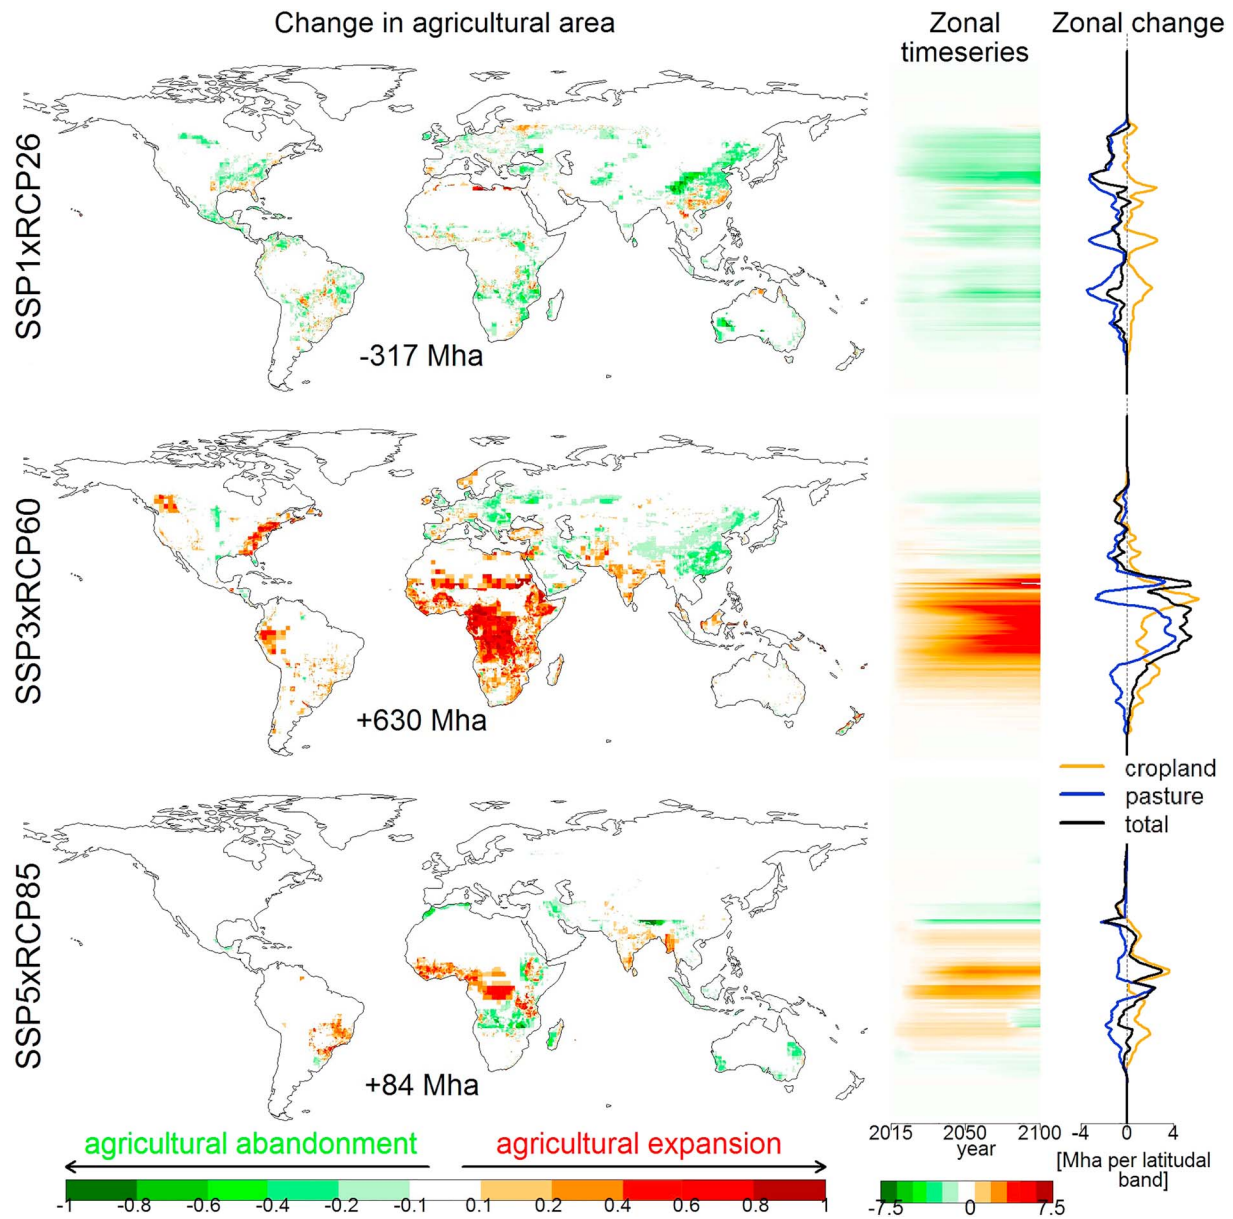 Change in agricultural area
Zonal
timeseries
Zonal change
SSP1xRCP26
-317 Mha
SSP3xRCP60
+630 Mha
cropland
pasture
total
SSP5xRCP85
+84 Mha
agricultural abandonment
agricultural expansion
-1 -0.8 -0.6 -0.4 -0.2 -0.1 0.1 0.2 0.4 0.6 0.8 1
2015 2050 2100
year
-7.5 0 7.5
-4 0 4
[Mha per latitudal
band]